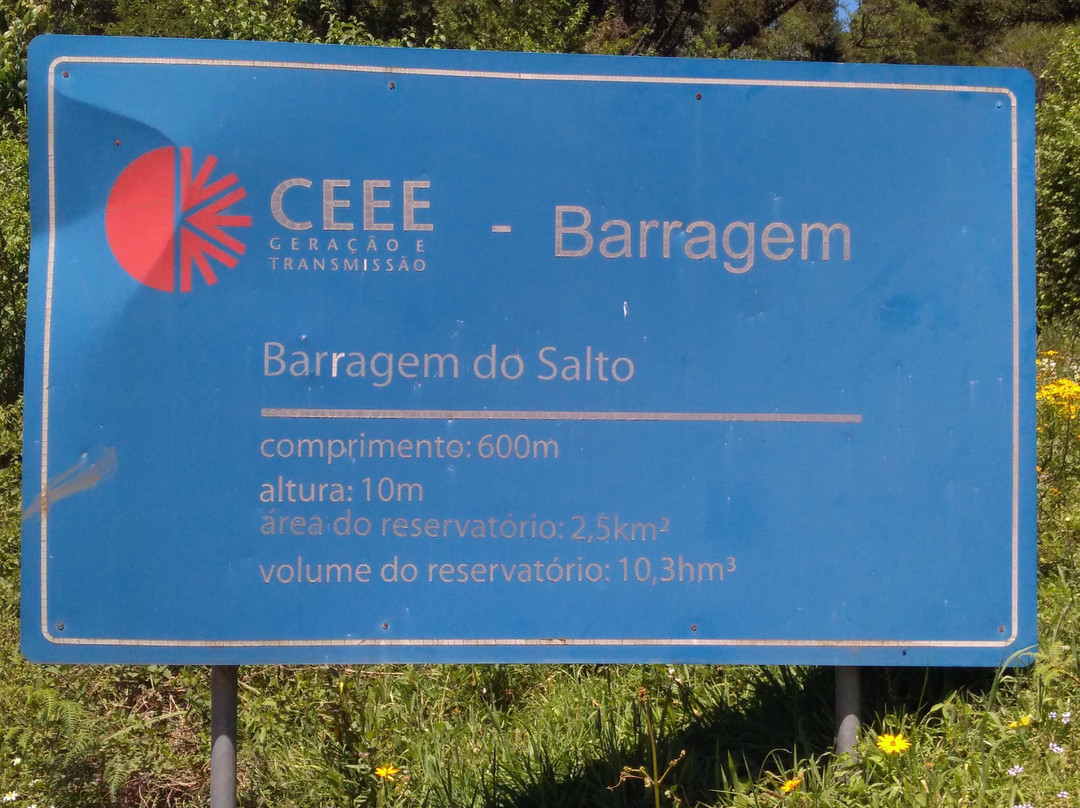 CEEE
GERAÇÃO E
TRANSMISSÃO
- Barragem
Barragem do Salto
comprimento: 600m
altura: 10m
área do reservatório: 2,5km²
volume do reservatório: 10,3hm³